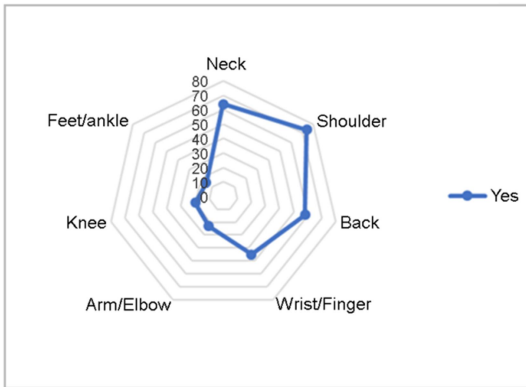 Neck
80
70
60
50
40
30
20
10
0
Shoulder
Back
Wrist/Finger
Arm/Elbow
Knee
Feet/ankle
Yes